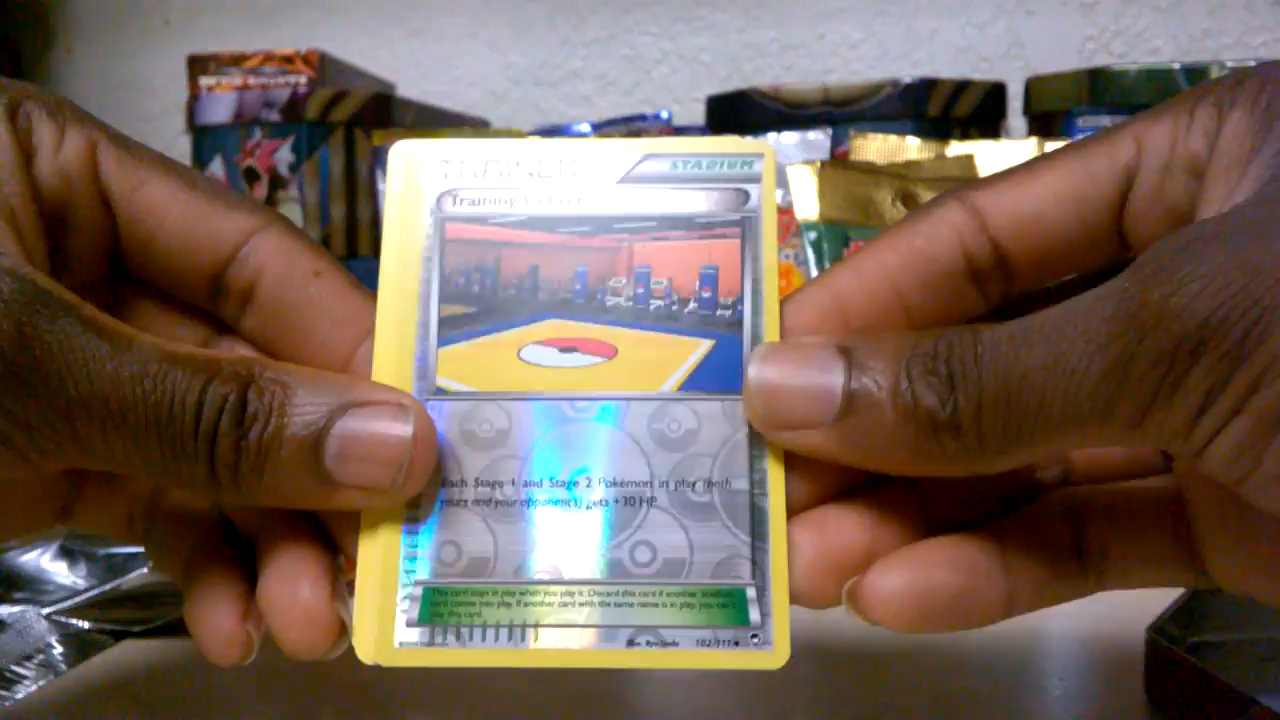 TRAINER
STADIUM
Training Center
Each Stage 1 and Stage 2 Pokémon in play (both
yours and your opponent's) gets +30 HP.
This card stays in play when you play it. Discard this card if another Stadium
card comes into play. If another card with the same name is in play, you can't
play this card.
Illus. Ryo Ueda
102/111